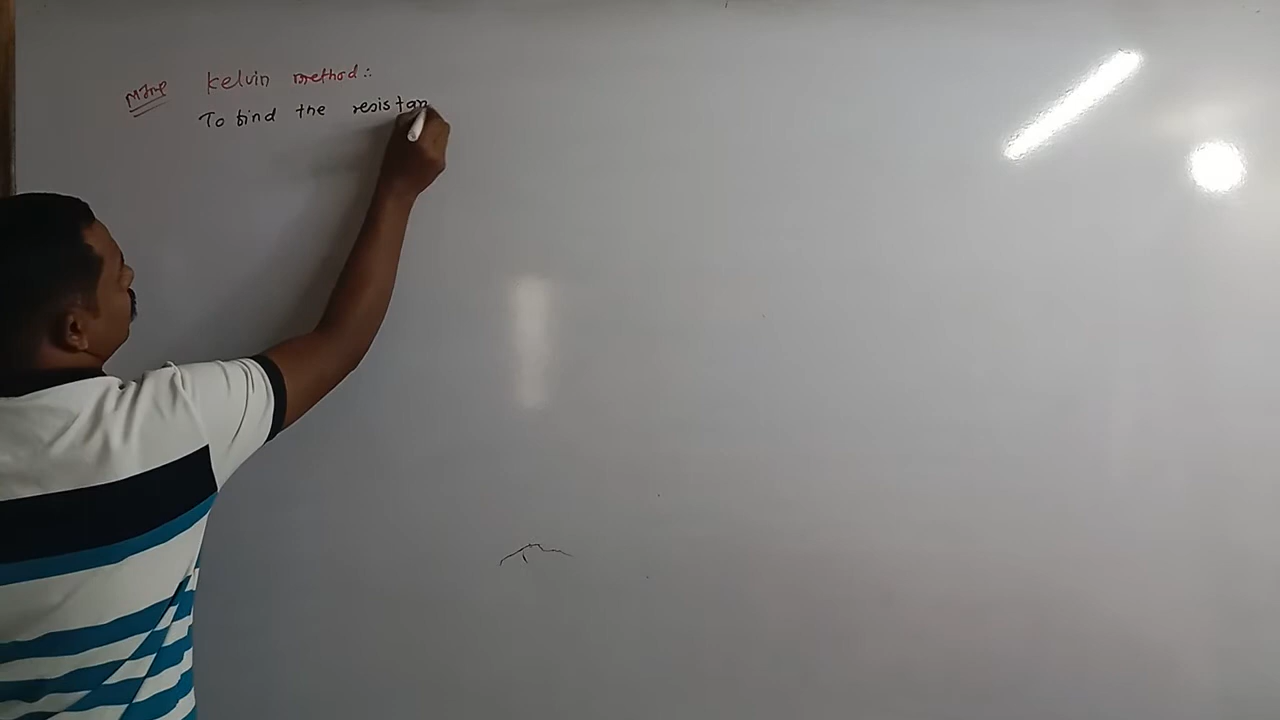 Kelvin method :-
To find the resistan